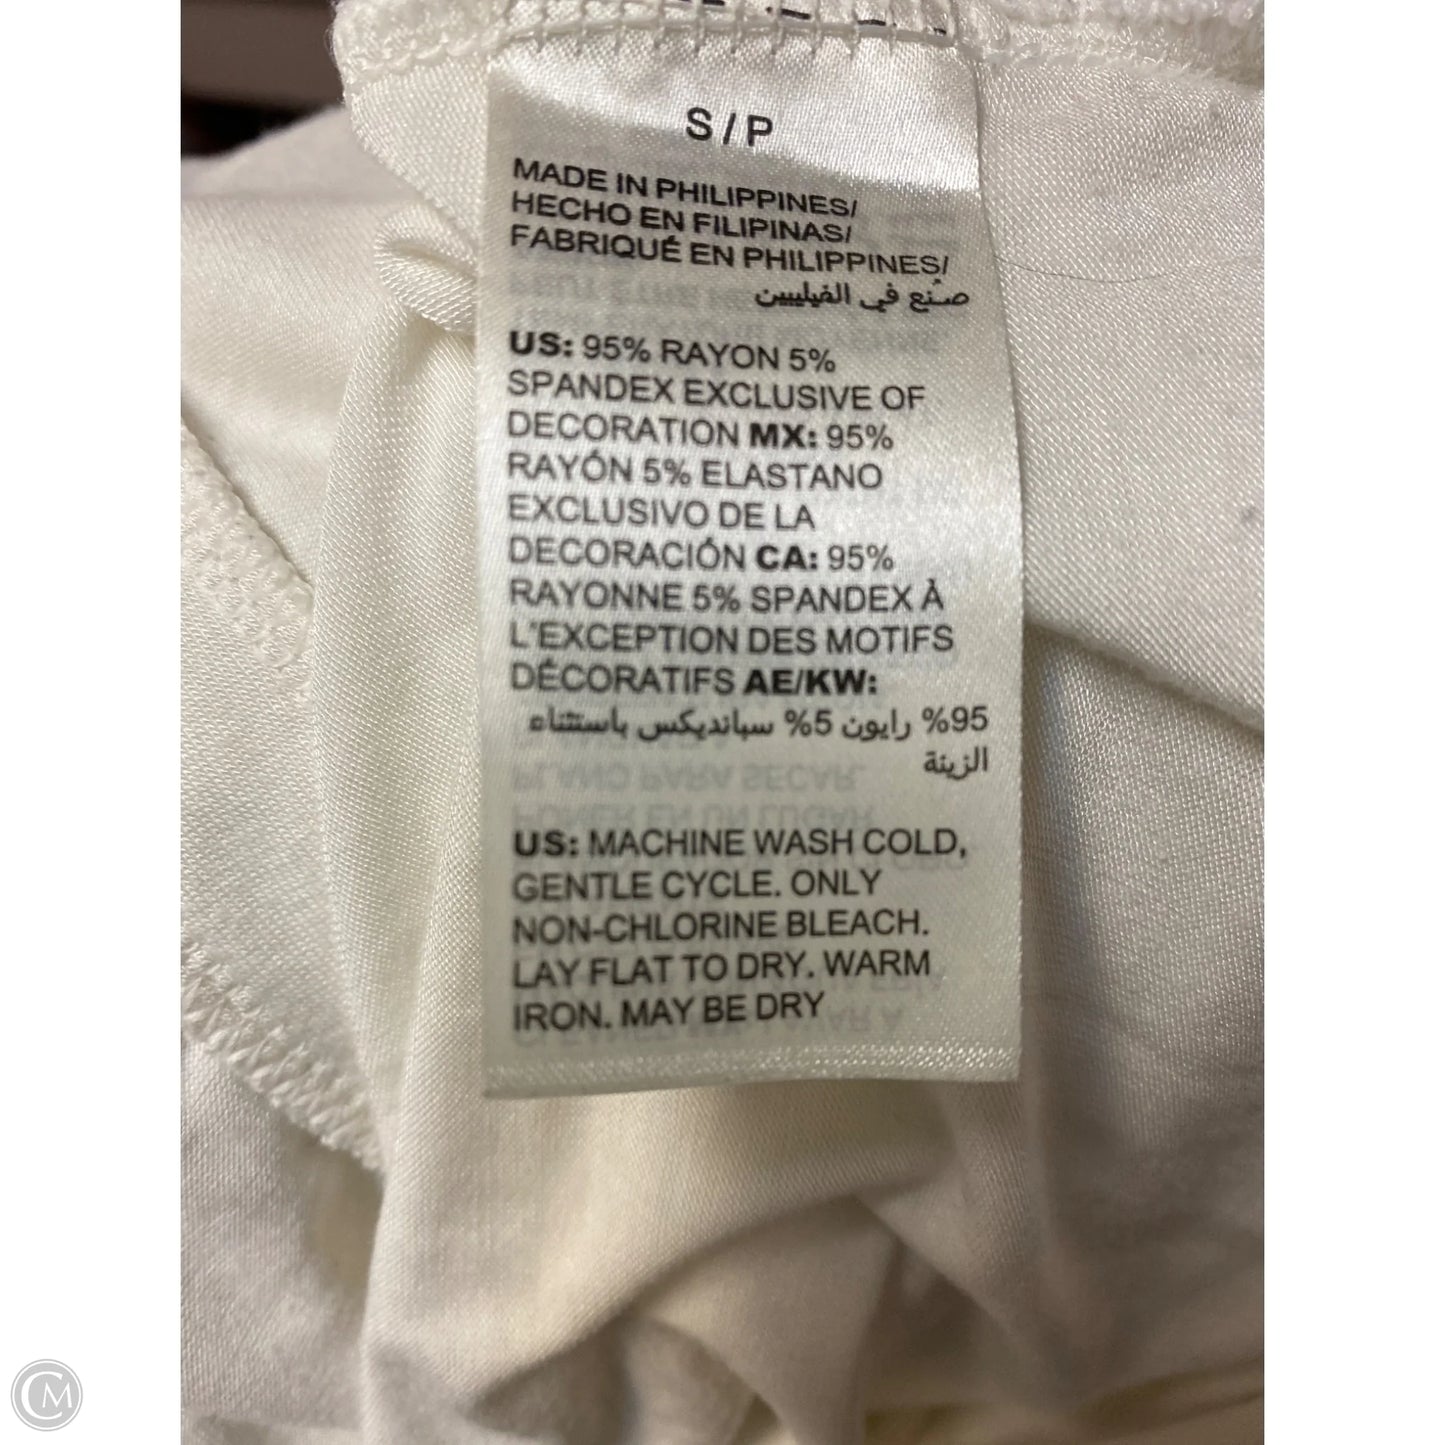 S / P
MADE IN PHILIPPINES/
HECHO EN FILIPINAS/
FABRIQUÉ EN PHILIPPINES/
صنع في الفيليبين
US: 95% RAYON 5%
SPANDEX EXCLUSIVE OF
DECORATION MX: 95%
RAYÓN 5% ELASTANO
EXCLUSIVO DE LA
DECORACIÓN CA: 95%
RAYONNE 5% SPANDEX À
L'EXCEPTION DES MOTIFS
DÉCORATIFS AE/KW:
95% رايون 5% سبانديكس باستثناء
الزينة
US: MACHINE WASH COLD,
GENTLE CYCLE. ONLY
NON-CHLORINE BLEACH.
LAY FLAT TO DRY. WARM
IRON. MAY BE DRY
CM